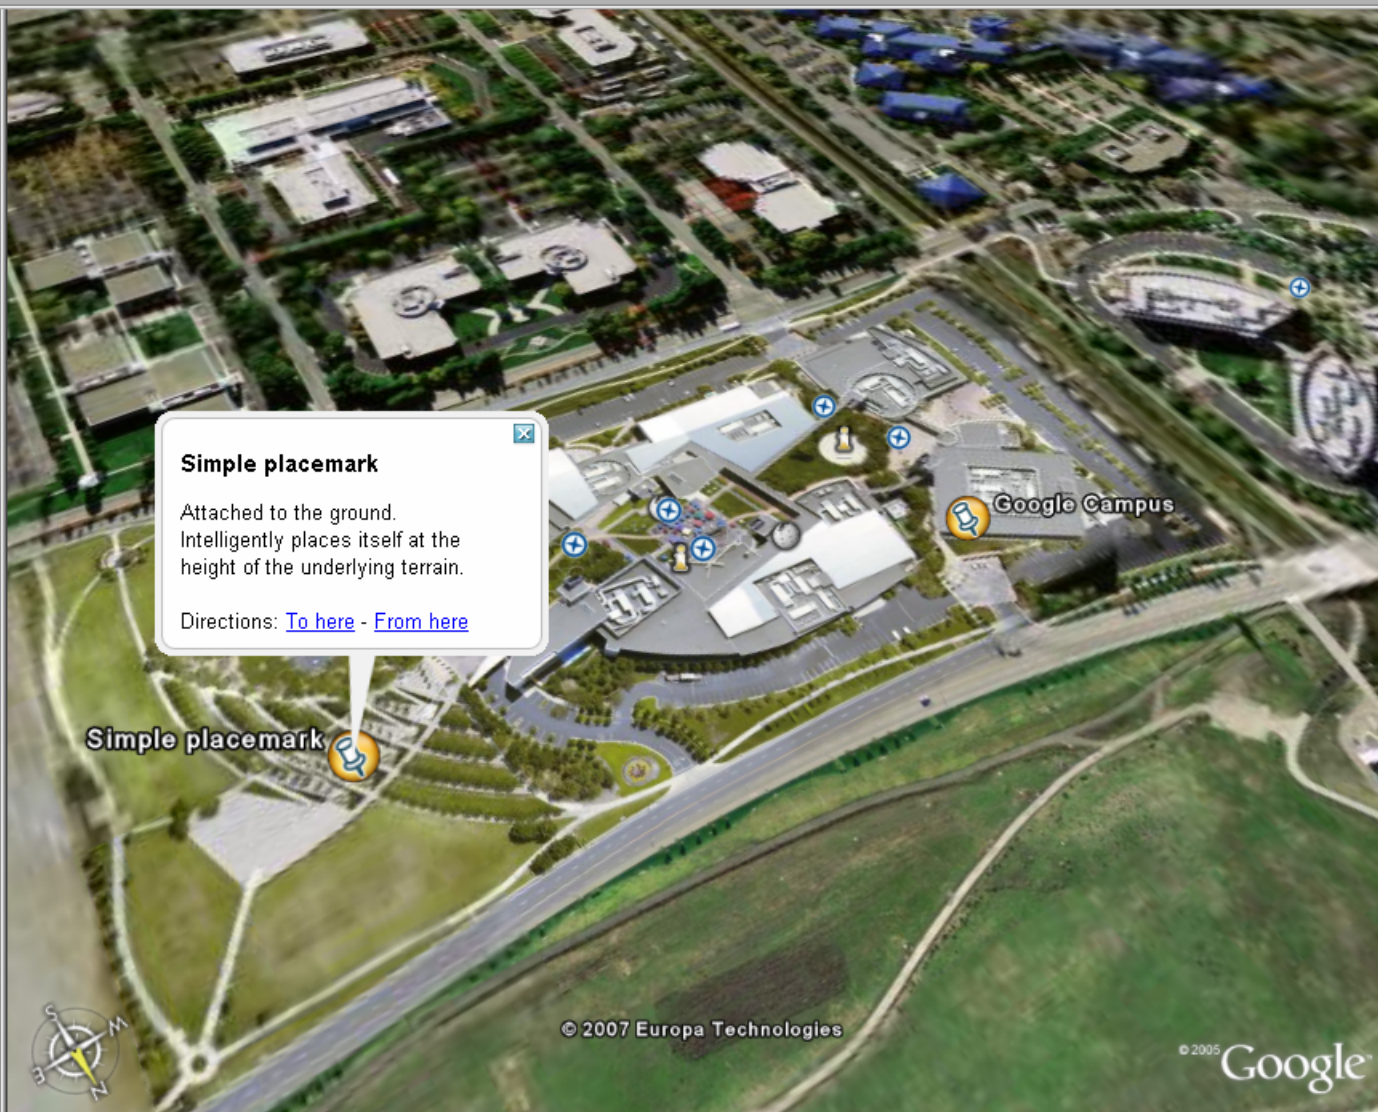 Simple placemark
Attached to the ground.
Intelligently places itself at the
height of the underlying terrain.
Directions: To here - From here
Google Campus
Simple placemark
S
W
E
N
© 2007 Europa Technologies
© 2005 Google™